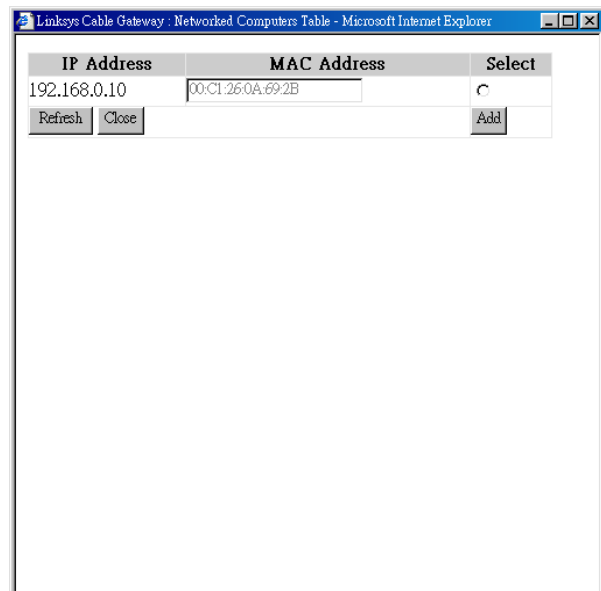 Linksys Cable Gateway : Networked Computers Table - Microsoft Internet Explorer
IP Address MAC Address Select
192.168.0.10 00:C1:26:0A:69:2B
Refresh Close Add